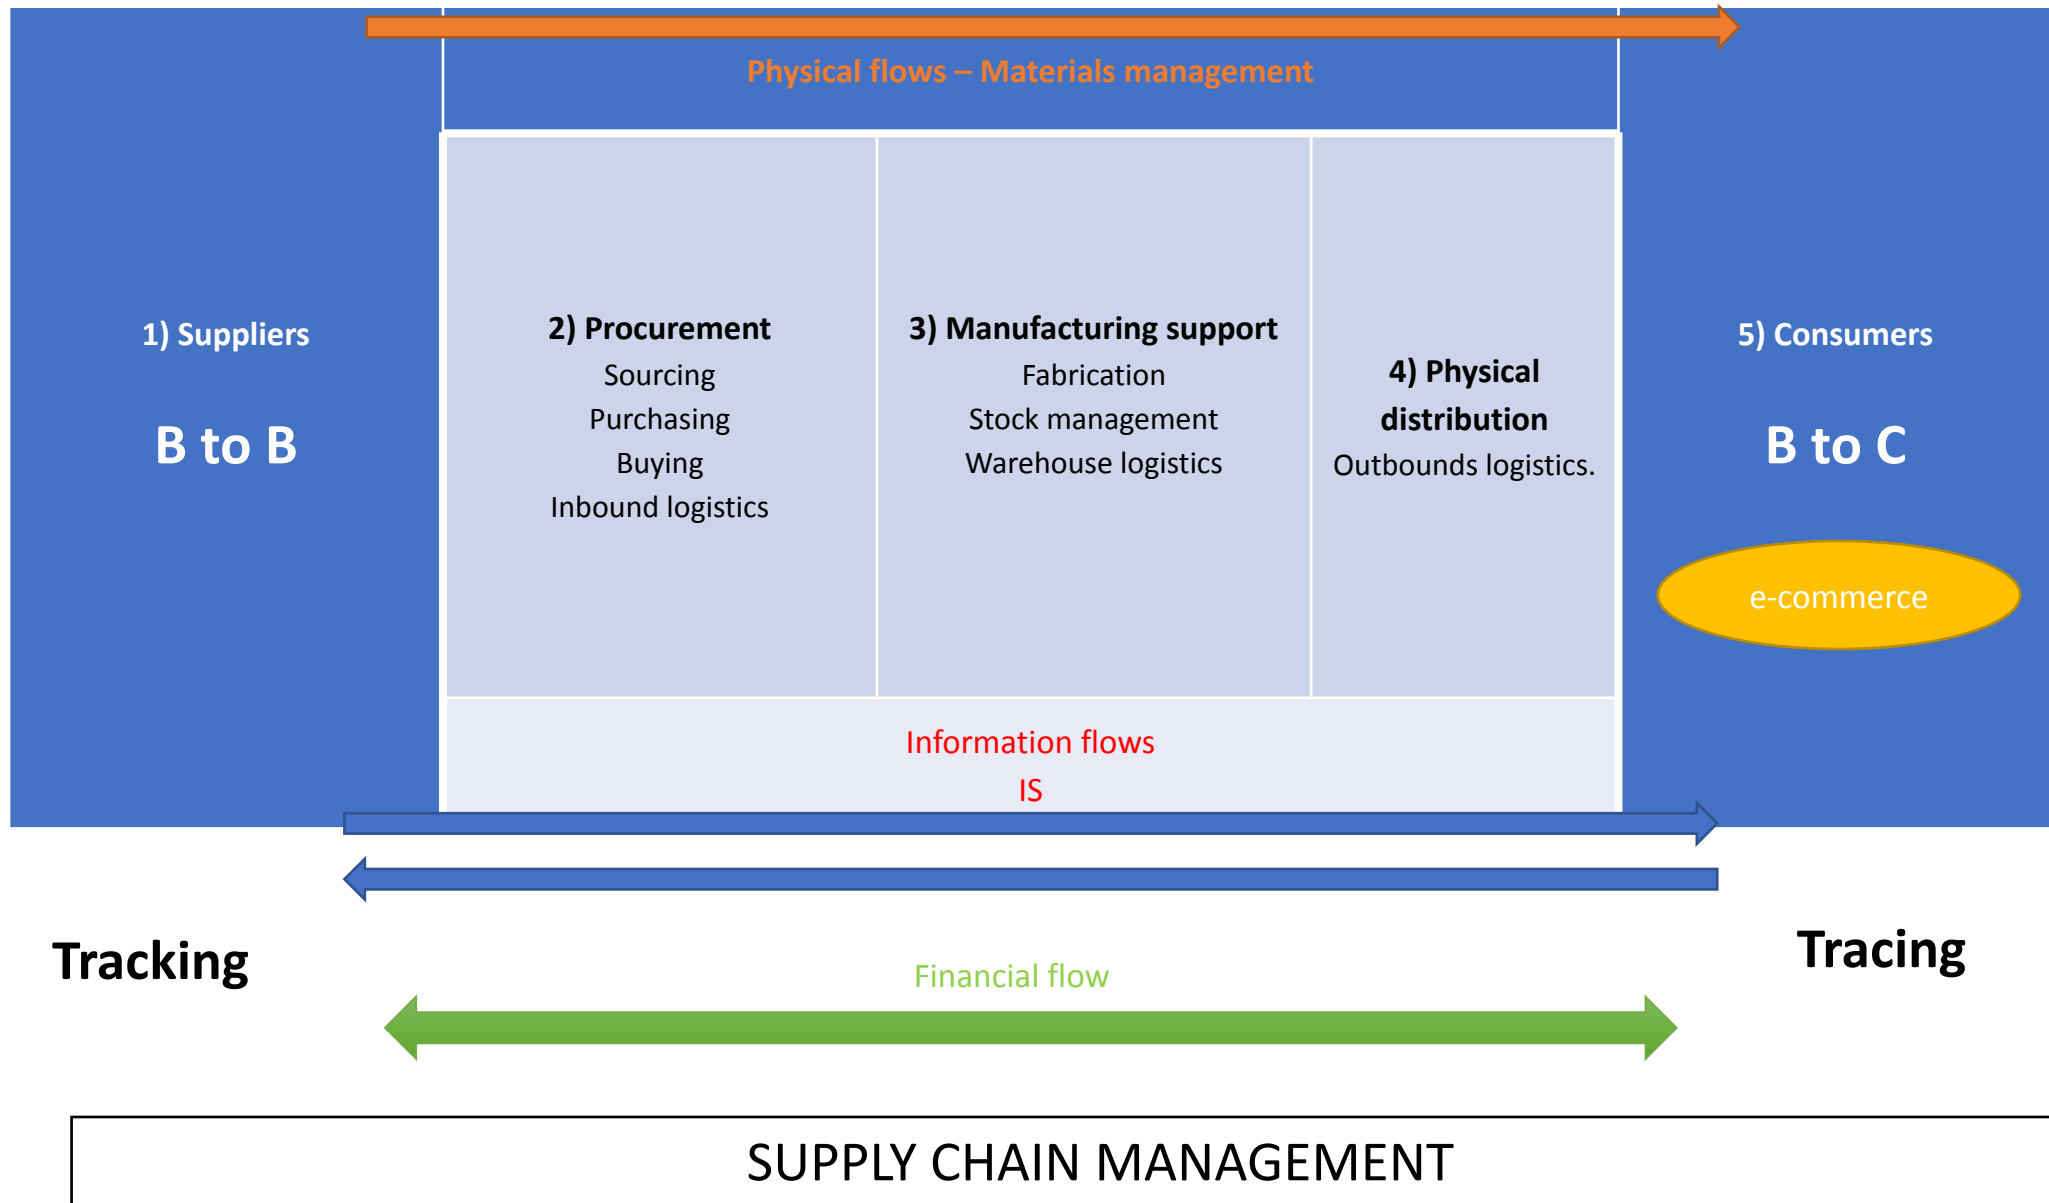 Physical flows – Materials management
1) Suppliers
B to B
2) Procurement
Sourcing
Purchasing
Buying
Inbound logistics
3) Manufacturing support
Fabrication
Stock management
Warehouse logistics
4) Physical
distribution
Outbounds logistics.
5) Consumers
B to C
e-commerce
Information flows
IS
Tracking
Financial flow
Tracing
SUPPLY CHAIN MANAGEMENT